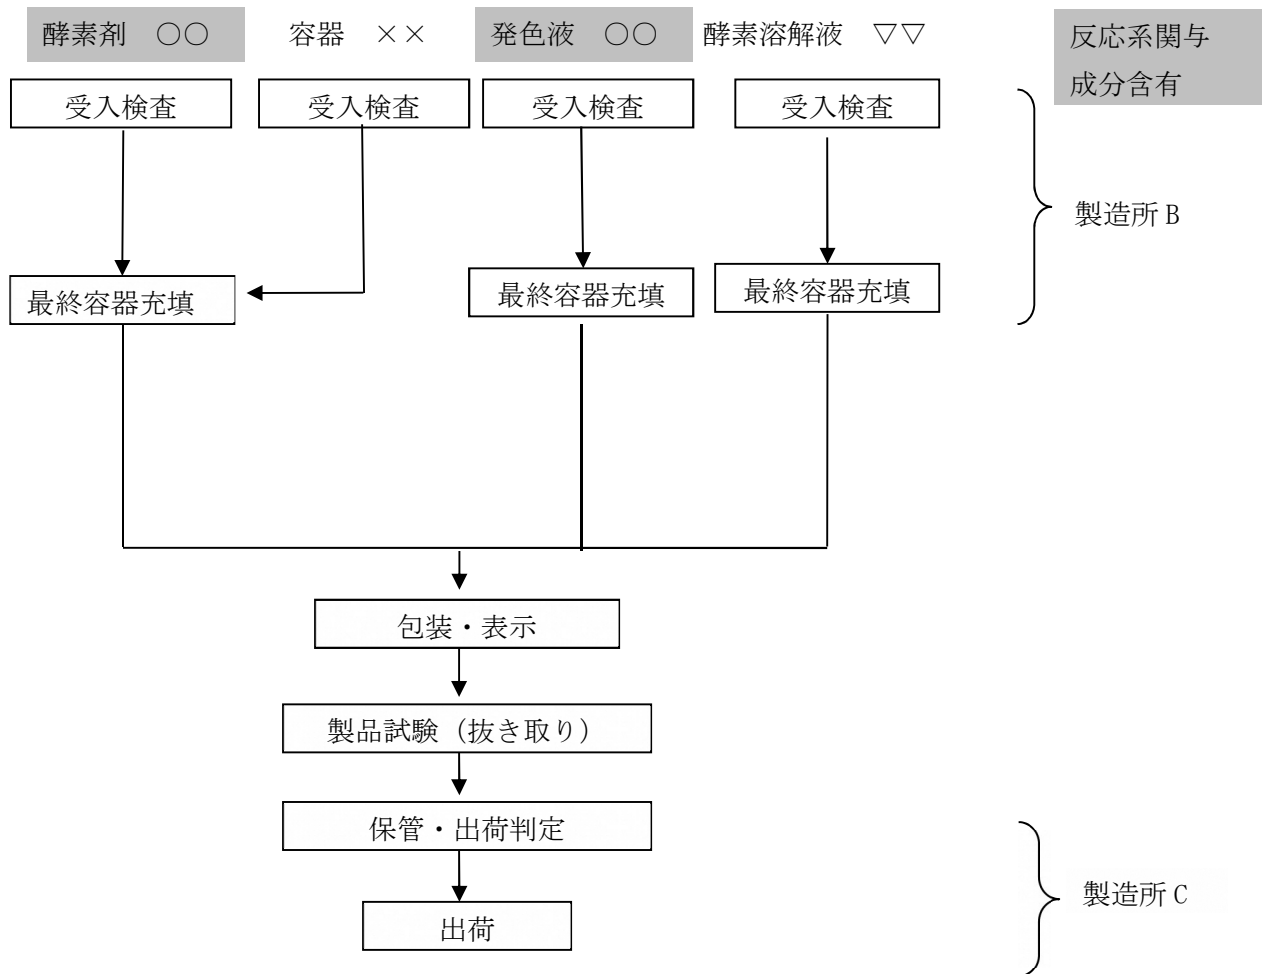 酵素剤 ○○
容器 ××
発色液 ○○
酵素溶解液 ▽▽
反応系関与
成分含有
受入検査
受入検査
受入検査
受入検査
製造所 B
最終容器充填
最終容器充填
最終容器充填
包装・表示
製品試験（抜き取り）
保管・出荷判定
製造所 C
出荷